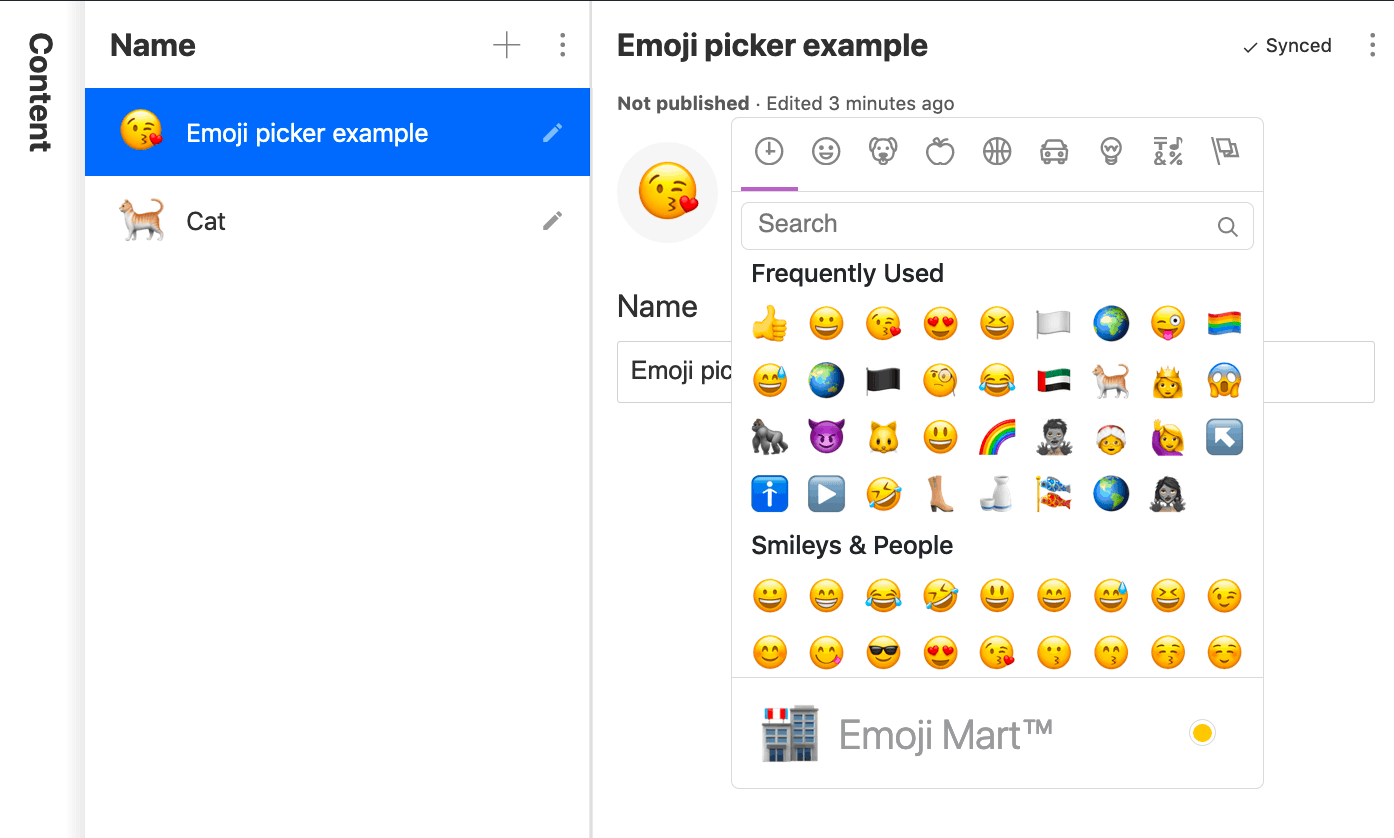 Content
Name
Emoji picker example
Cat
Emoji picker example
Synced
Not published · Edited 3 minutes ago
Name
Emoji pic
Search
Frequently Used
Smileys & People
Emoji Mart™